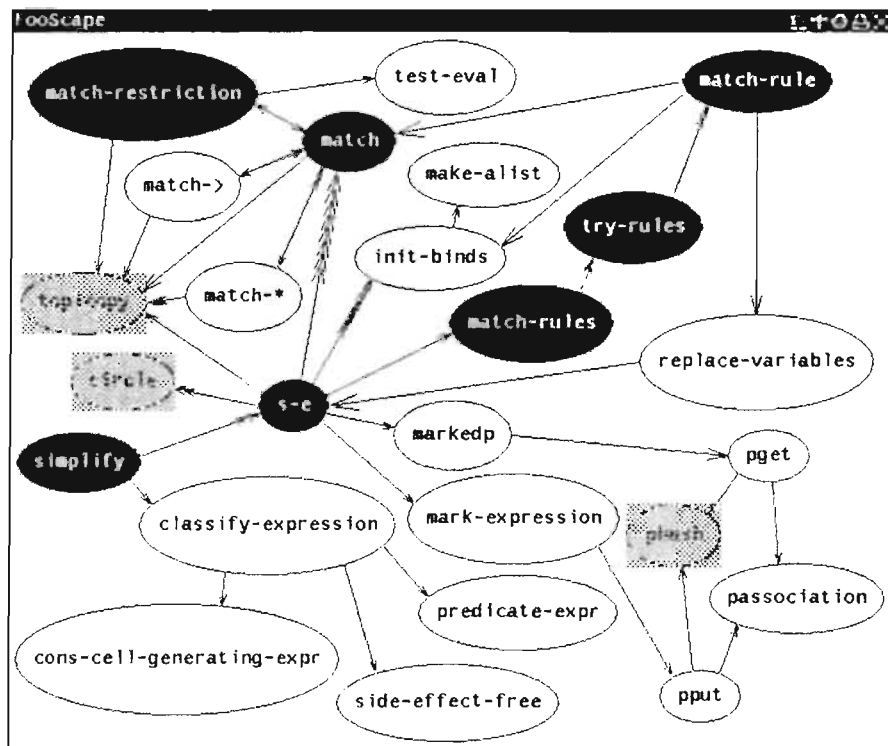 FooScape
match-restriction
test-eval
match-rule
match
match->
make-alist
try-rules
init-binds
match-*
match-rules
replace-variables
s-e
markedp
simplify
pget
classify-expression
mark-expression
passociation
predicate-expr
cons-cell-generating-expr
side-effect-free
pput